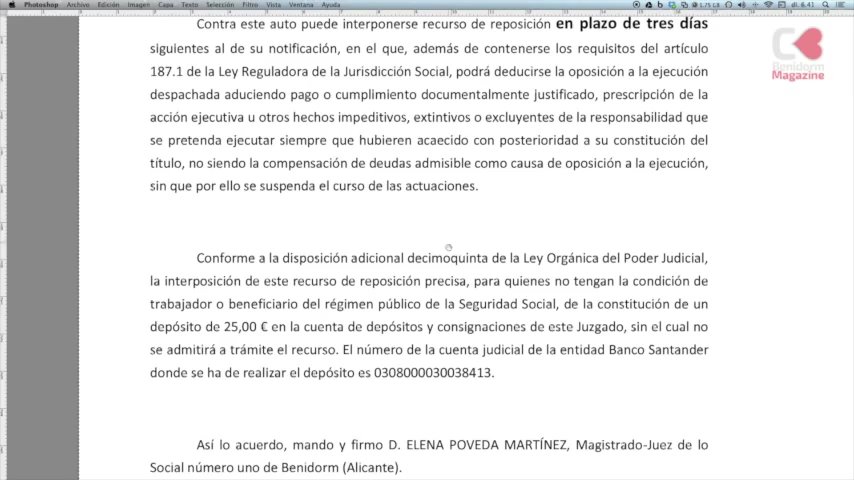 Photoshop Archivo Edición Imagen Capa Texto Selección Filtro Vista Ventana Ayuda
1,75 GB
dl. 8.41
Contra este auto puede interponerse recurso de reposición en plazo de tres días
siguientes al de su notificación, en el que, además de contenerse los requisitos del artículo
187.1 de la Ley Reguladora de la Jurisdicción Social, podrá deducirse la oposición a la ejecución
despachada aduciendo pago o cumplimiento documentalmente justificado, prescripción de la
acción ejecutiva u otros hechos impeditivos, extintivos o excluyentes de la responsabilidad que
se pretenda ejecutar siempre que hubieren acaecido con posterioridad a su constitución del
título, no siendo la compensación de deudas admisible como causa de oposición a la ejecución,
sin que por ello se suspenda el curso de las actuaciones.
Benidorm
Magazine
Conforme a la disposición adicional decimoquinta de la Ley Orgánica del Poder Judicial,
la interposición de este recurso de reposición precisa, para quienes no tengan la condición de
trabajador o beneficiario del régimen público de la Seguridad Social, de la constitución de un
depósito de 25,00 € en la cuenta de depósitos y consignaciones de este Juzgado, sin el cual no
se admitirá a trámite el recurso. El número de la cuenta judicial de la entidad Banco Santander
donde se ha de realizar el depósito es 0308000030038413.
Así lo acuerdo, mando y firmo D. ELENA POVEDA MARTÍNEZ, Magistrado-Juez de lo
Social número uno de Benidorm (Alicante).